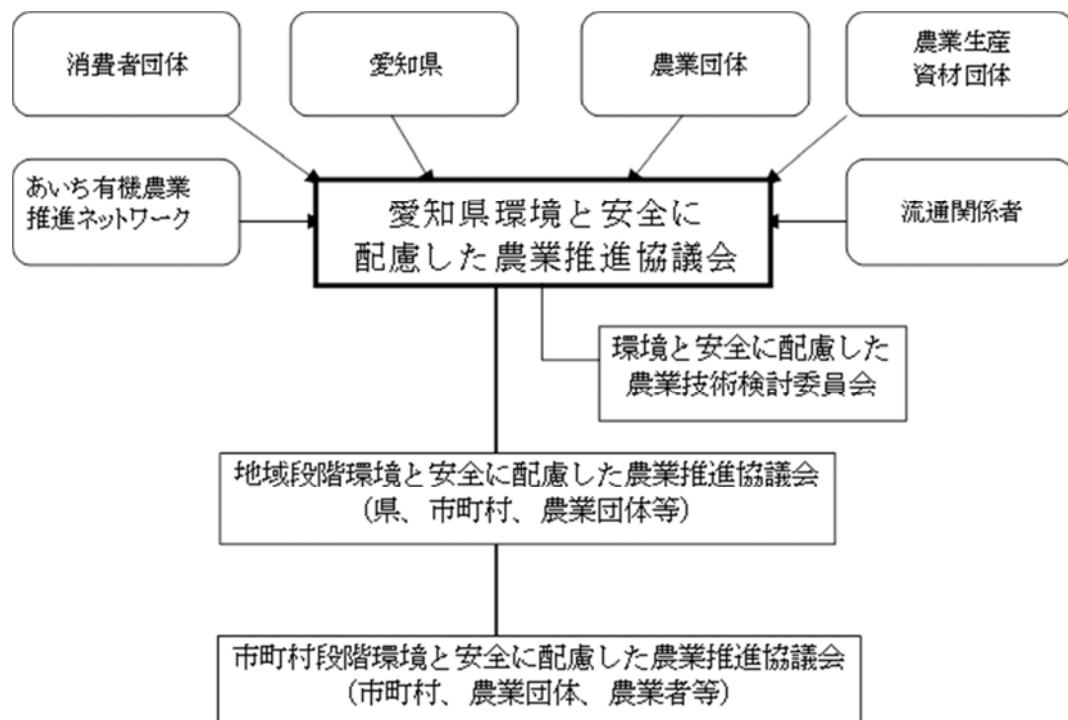 消費者団体
愛知県
農業団体
農業生産
資材団体
あいち有機農業
推進ネットワーク
愛知県環境と安全に
配慮した農業推進協議会
流通関係者
環境と安全に配慮した
農業技術検討委員会
地域段階環境と安全に配慮した農業推進協議会
（県、市町村、農業団体等）
市町村段階環境と安全に配慮した農業推進協議会
（市町村、農業団体、農業者等）